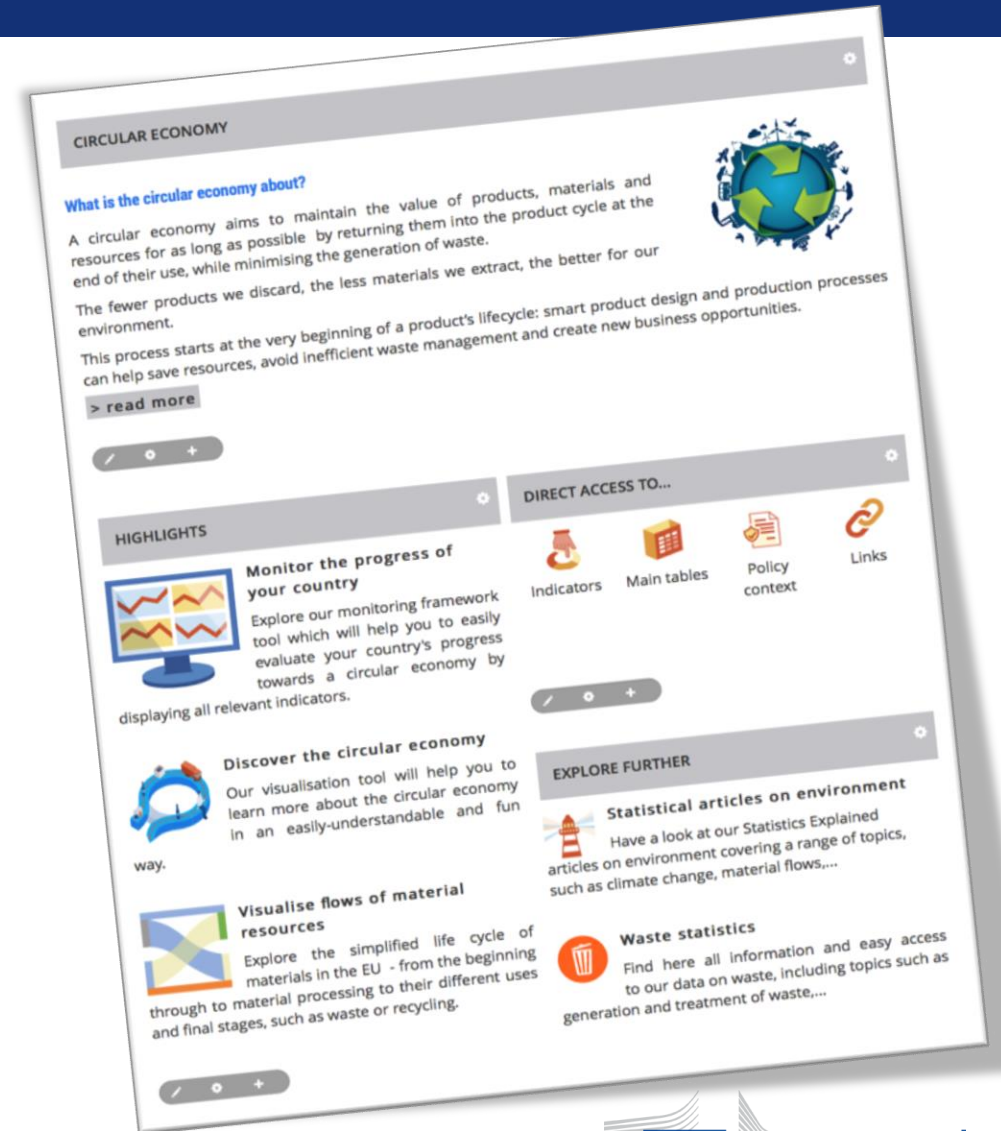 CIRCULAR ECONOMY
What is the circular economy about?
A circular economy aims to maintain the value of products, materials and
resources for as long as possible by returning them into the product cycle at the
end of their use, while minimising the generation of waste.
The fewer products we discard, the less materials we extract, the better for our
environment.
This process starts at the very beginning of a product's lifecycle: smart product design and production processes
can help save resources, avoid inefficient waste management and create new business opportunities.
> read more
HIGHLIGHTS
Monitor the progress of
your country
Explore our monitoring framework
tool which will help you to easily
evaluate your country's progress
towards a circular economy by
displaying all relevant indicators.
Discover the circular economy
Our visualisation tool will help you to
learn more about the circular economy
in an easily-understandable and fun
way.
Visualise flows of material
resources
Explore the simplified life cycle of
materials in the EU - from the beginning
through to material processing to their different uses
and final stages, such as waste or recycling.
DIRECT ACCESS TO...
Indicators
Main tables
Policy
context
Links
EXPLORE FURTHER
Statistical articles on environment
Have a look at our Statistics Explained
articles on environment covering a range of topics,
such as climate change, material flows,...
Waste statistics
Find here all information and easy access
to our data on waste, including topics such as
generation and treatment of waste,...